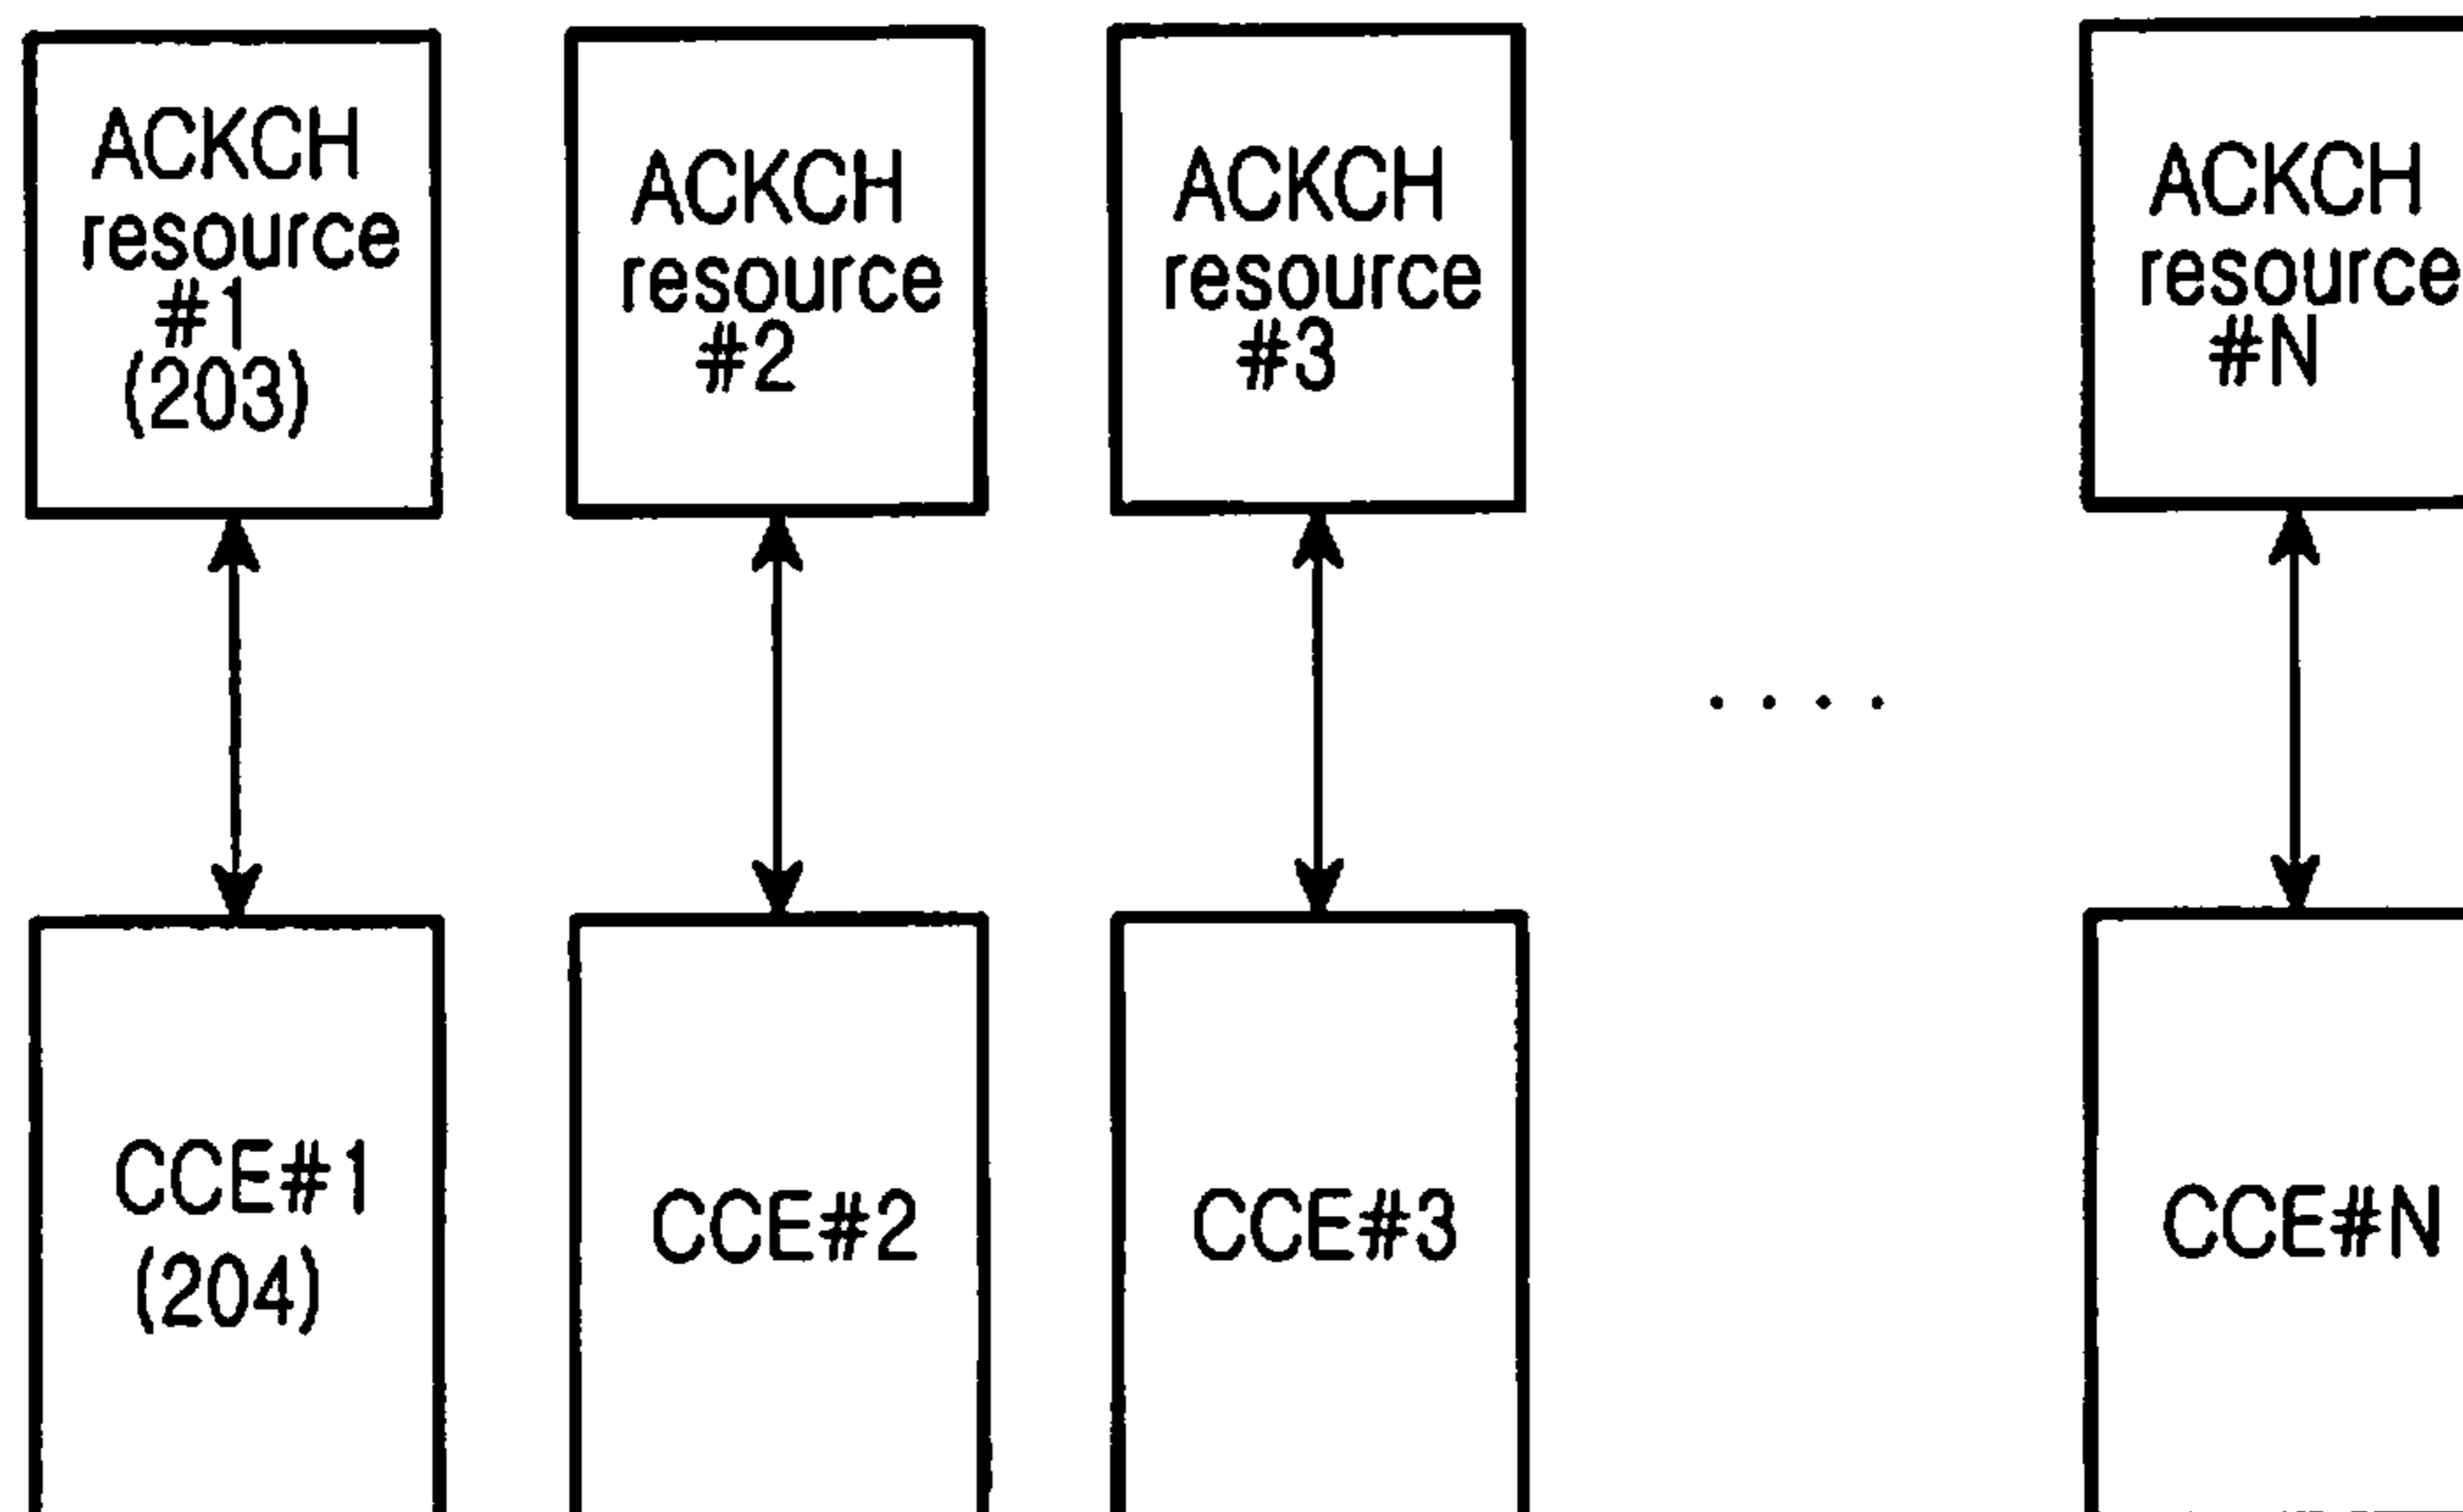 ACKCH
resource
#1
(203)
ACKCH
resource
#2
ACKCH
resource
#3
ACKCH
resource
#N
CCE#1
(204)
CCE#2
CCE#3
CCE#N